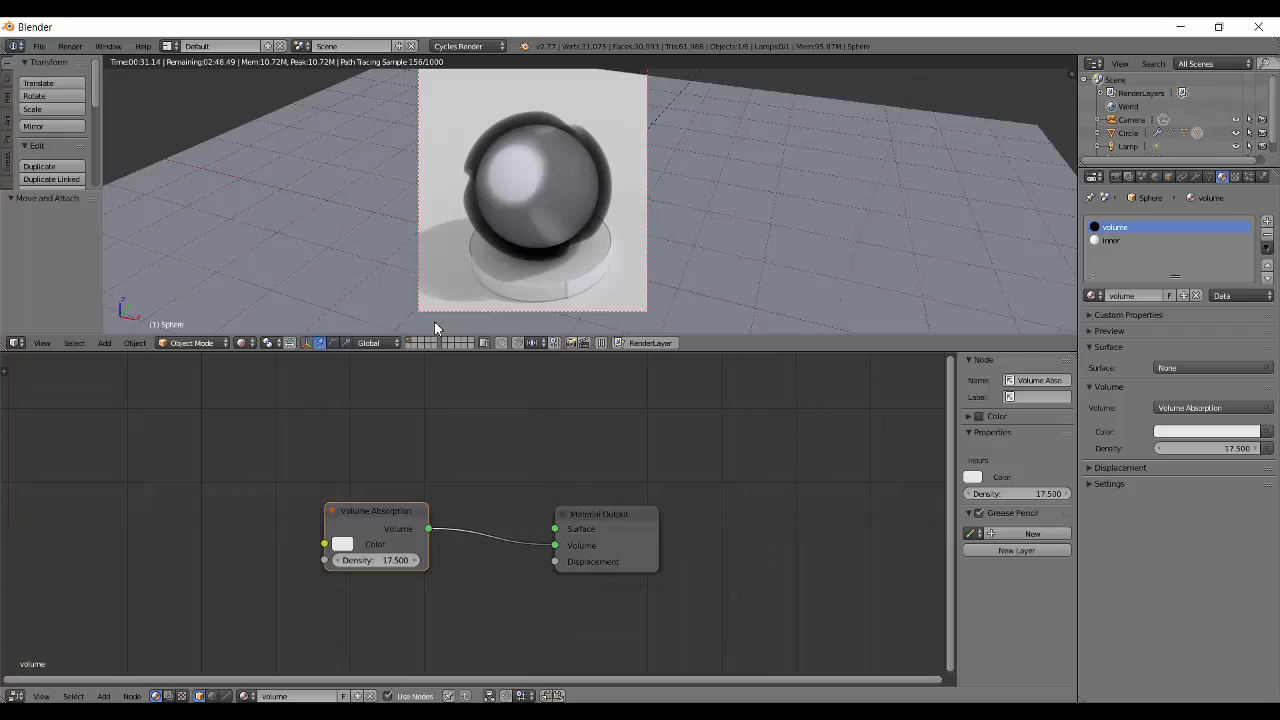 Blender
File Render Window Help Default Scene Cycles Render v2.77 | Verts:31,075 | Faces:30,993 | Tris:61,986 | Objects:1/6 | Lamps:0/1 | Mem:95.87M | Sphere
Time:00:31.14 | Remaining:02:48.49 | Mem:10.72M, Peak:10.72M | Path Tracing Sample 156/1000
Transform
Translate
Rotate
Scale
Mirror
Edit
Duplicate
Duplicate Linked
Move and Attach
(1) Sphere
View Select Add Object Object Mode Global RenderLayer
Volume Absorption
Volume
Color
Density: 17.500
Material Output
Surface
Volume
Displacement
volume
View Select Add Node volume F Use Nodes
Node
Name: Volume Abso...
Label:
Color
Properties
Inputs:
Color
Density: 17.500
Grease Pencil
New
New Layer
View Search All Scenes
Scene
RenderLayers
World
Camera
Circle
Lamp
Sphere volume
volume
inner
volume F Data
Custom Properties
Preview
Surface
Surface: None
Volume
Volume: Volume Absorption
Color:
Density: 17.500
Displacement
Settings